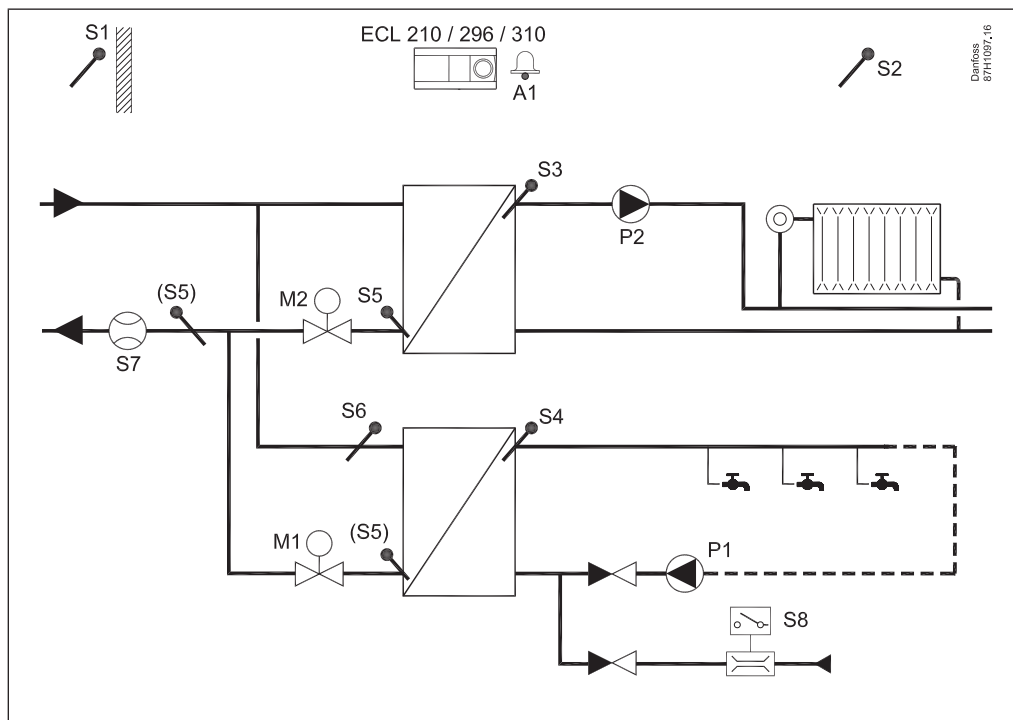 S1
ECL 210 / 296 / 310
A1
S2
Danfoss
87H1097.16
S3
P2
(S5)
M2
S5
S7
S6
S4
M1
(S5)
P1
S8